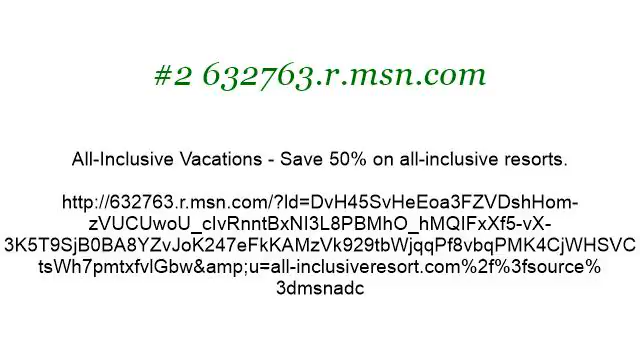 #2 632763.r.msn.com
All-Inclusive Vacations - Save 50% on all-inclusive resorts.
http://632763.r.msn.com/?ld=DvH45SvHeEoa3FZVDshHom-
zVUCUwoU_cIvRnntBxNI3L8PBMhO_hMQIFxXf5-vX-
3K5T9SjB0BA8YZvJoK247eFkKAMzVk929tbWjqqPf8vbqPMK4CjWHSVC
tsWh7pmtxfvlGbw&amp;u=all-inclusiveresort.com%2f%3fsource%
3dmsnadc